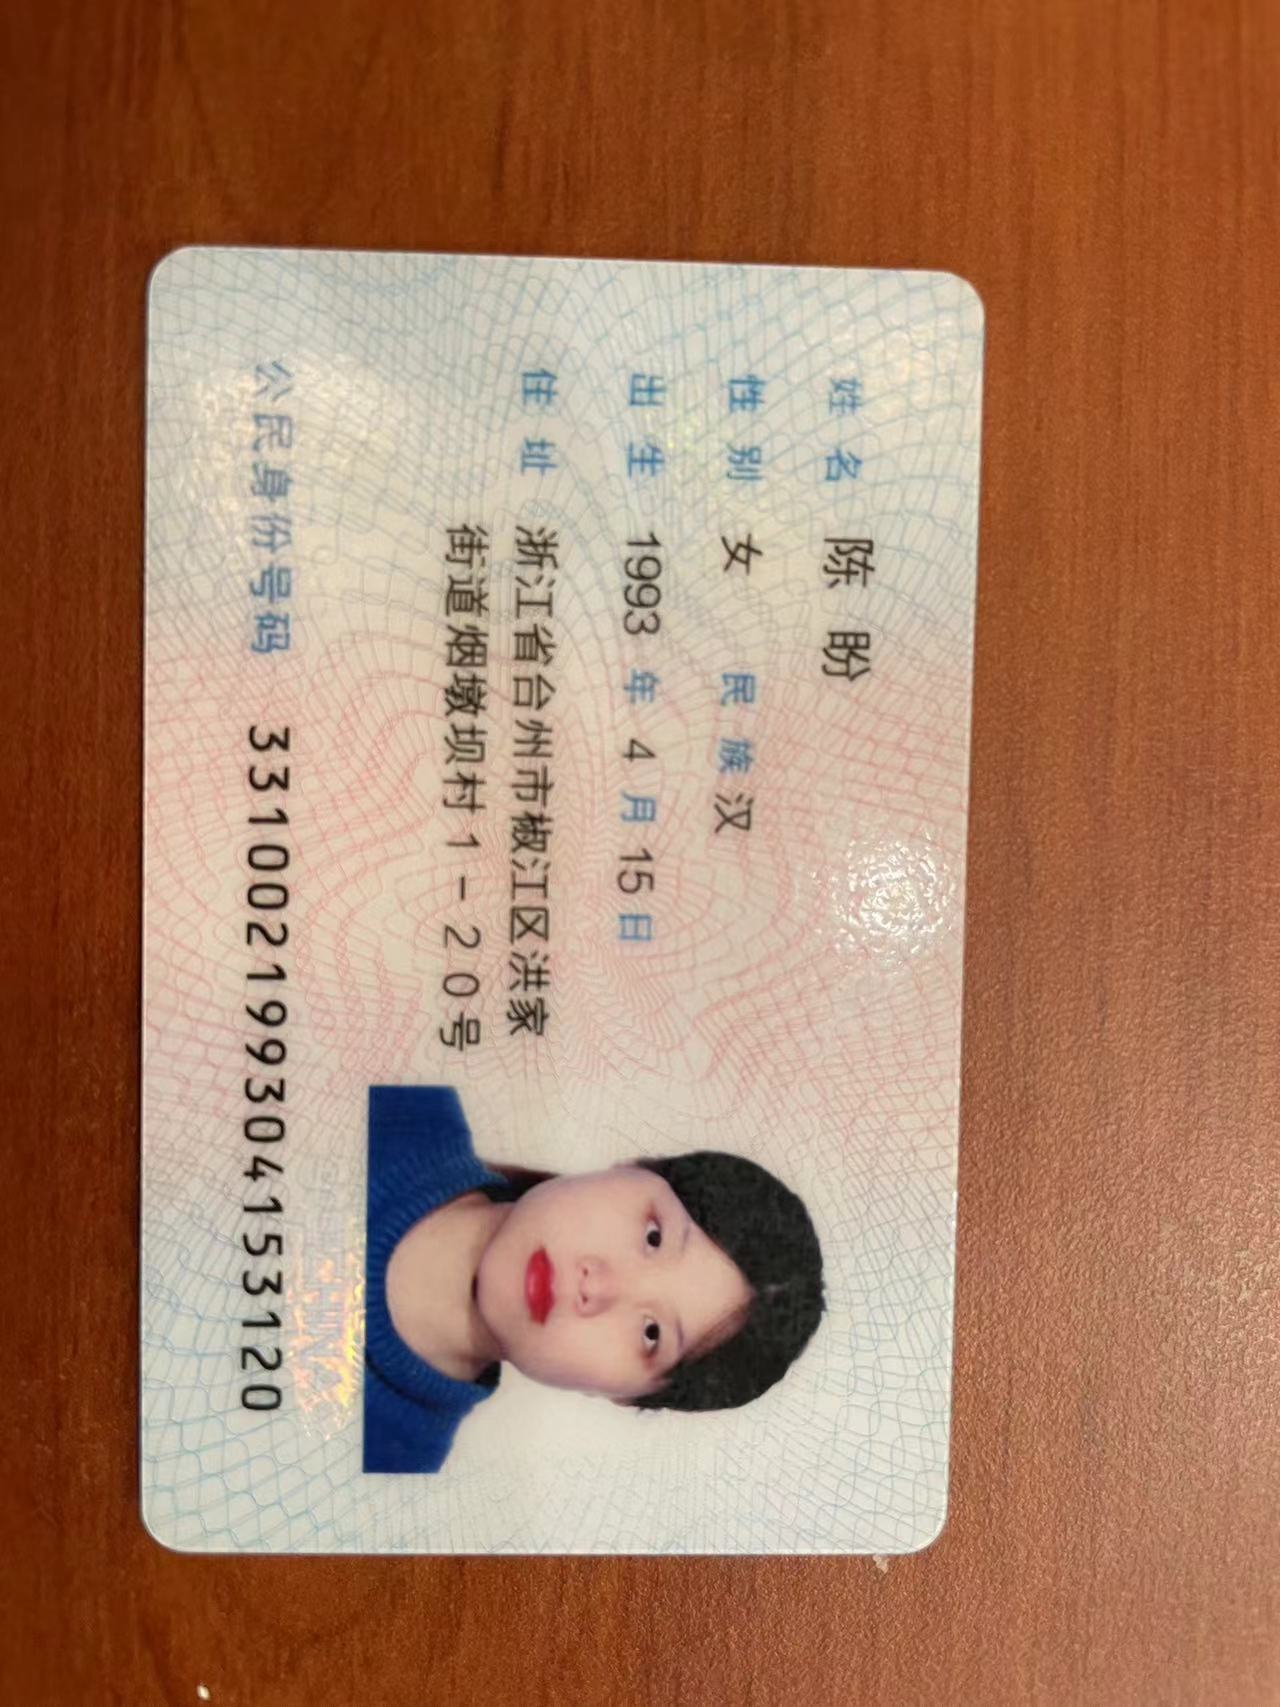 姓名 陈盼
性别 女 民族 汉
出生 1993 年 4 月 15 日
住址 浙江省台州市椒江区洪家
街道烟墩坝村1-20号
公民身份号码 331002199304153120